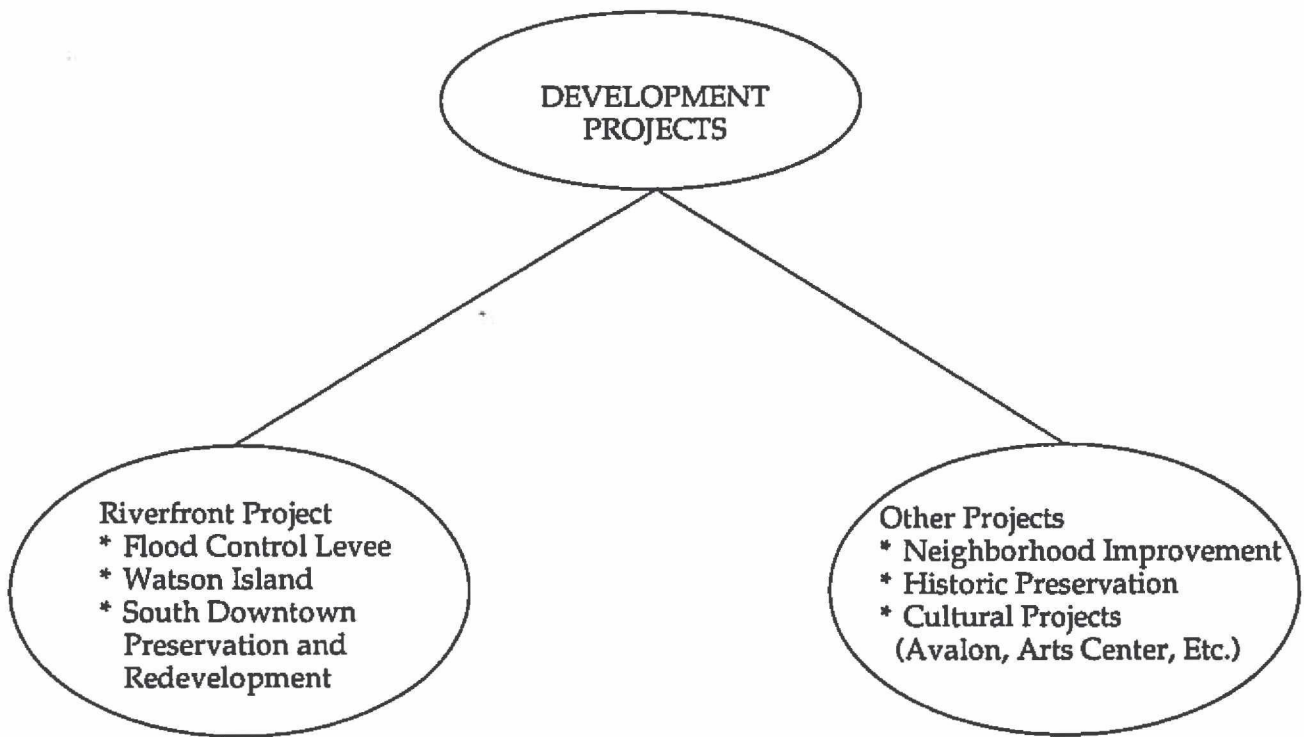 DEVELOPMENT
PROJECTS
Riverfront Project
* Flood Control Levee
* Watson Island
* South Downtown
Preservation and
Redevelopment
Other Projects
* Neighborhood Improvement
* Historic Preservation
* Cultural Projects
(Avalon, Arts Center, Etc.)